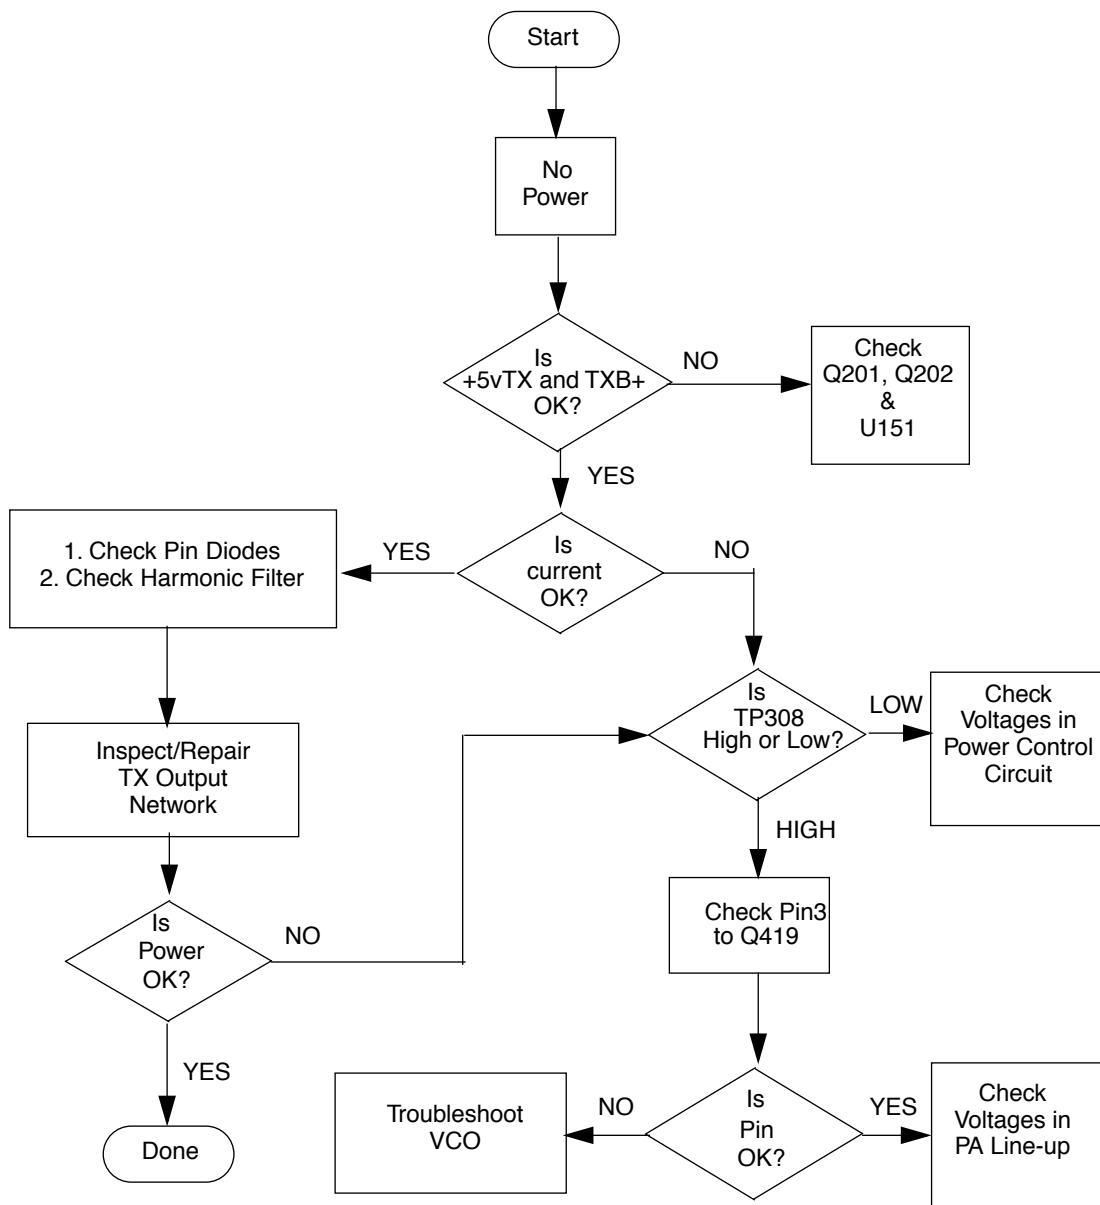 Start
No
Power
Is
+5vTX and TXB+
OK?
NO
Check
Q201, Q202
&
U151
YES
Is
current
OK?
YES
NO
1. Check Pin Diodes
2. Check Harmonic Filter
Is
TP308
High or Low?
LOW
Check
Voltages in
Power Control
Circuit
Inspect/Repair
TX Output
Network
HIGH
Check Pin3
to Q419
Is
Power
OK?
NO
YES
Done
Is
Pin
OK?
NO
YES
Troubleshoot
VCO
Check
Voltages in
PA Line-up